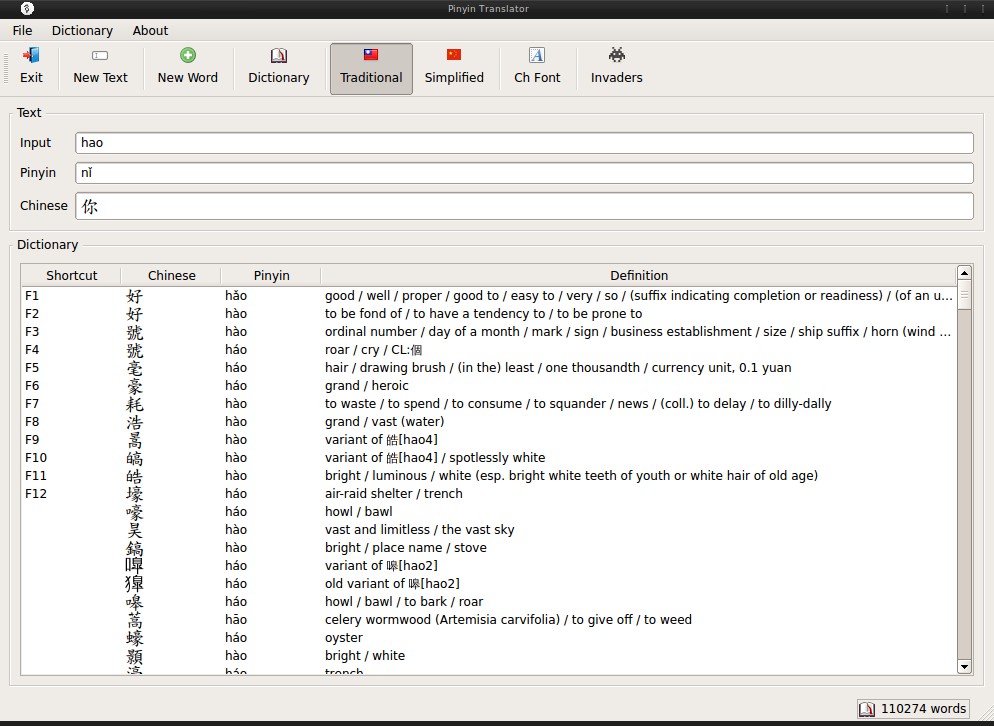 Pinyin Translator
File Dictionary About
Exit New Text New Word Dictionary Traditional Simplified Ch Font Invaders
Text
Input hao
Pinyin nǐ
Chinese 你
Dictionary
Shortcut Chinese Pinyin Definition
F1 好 hǎo good / well / proper / good to / easy to / very / so / (suffix indicating completion or readiness) / (of an u...
F2 好 hào to be fond of / to have a tendency to / to be prone to
F3 號 hào ordinal number / day of a month / mark / sign / business establishment / size / ship suffix / horn (wind ...
F4 號 háo roar / cry / CL:個
F5 毫 háo hair / drawing brush / (in the) least / one thousandth / currency unit, 0.1 yuan
F6 豪 háo grand / heroic
F7 耗 hào to waste / to spend / to consume / to squander / news / (coll.) to delay / to dilly-dally
F8 浩 hào grand / vast (water)
F9 暠 hào variant of 皓[hao4]
F10 皜 hào variant of 皓[hao4] / spotlessly white
F11 皓 hào bright / luminous / white (esp. bright white teeth of youth or white hair of old age)
F12 壕 háo air-raid shelter / trench
嚎 háo howl / bawl
昊 hào vast and limitless / the vast sky
鎬 hào bright / place name / stove
háo variant of 嗥[hao2]
獋 háo old variant of 嗥[hao2]
嗥 háo howl / bawl / to bark / roar
蒿 hāo celery wormwood (Artemisia carvifolia) / to give off / to weed
蠔 háo oyster
顥 hào bright / white
濠 háo trench
110274 words